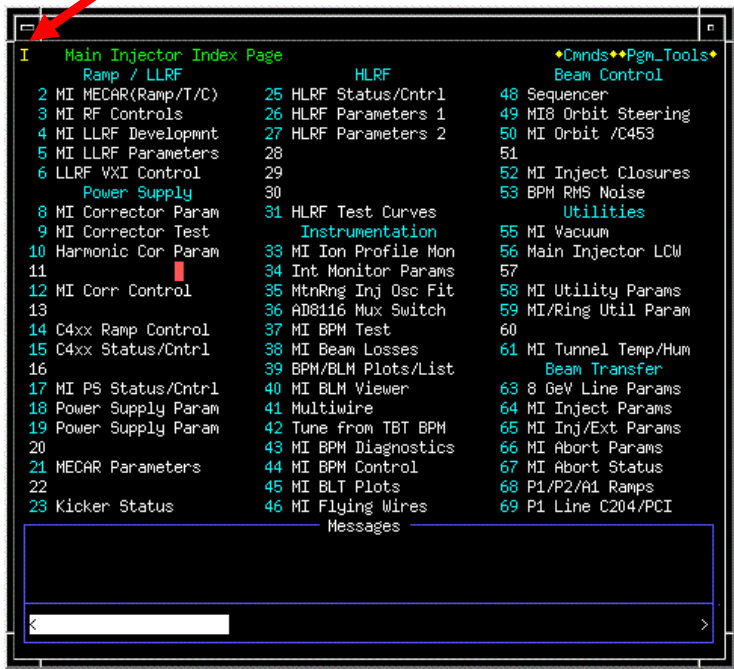 I Main Injector Index Page ◆Cmnds◆◆Pgm_Tools◆
Ramp / LLRF HLRF Beam Control
2 MI MECAR(Ramp/T/C) 25 HLRF Status/Cntrl 48 Sequencer
3 MI RF Controls 26 HLRF Parameters 1 49 MI8 Orbit Steering
4 MI LLRF Developmnt 27 HLRF Parameters 2 50 MI Orbit /C453
5 MI LLRF Parameters 28 51
6 LLRF VXI Control 29 52 MI Inject Closures
Power Supply 30 53 BPM RMS Noise
8 MI Corrector Param 31 HLRF Test Curves Utilities
9 MI Corrector Test Instrumentation 55 MI Vacuum
10 Harmonic Cor Param 33 MI Ion Profile Mon 56 Main Injector LCW
11 34 Int Monitor Params 57
12 MI Corr Control 35 MtnRng Inj Osc Fit 58 MI Utility Params
13 36 AD8116 Mux Switch 59 MI/Ring Util Param
14 C4xx Ramp Control 37 MI BPM Test 60
15 C4xx Status/Cntrl 38 MI Beam Losses 61 MI Tunnel Temp/Hum
16 39 BPM/BLM Plots/List Beam Transfer
17 MI PS Status/Cntrl 40 MI BLM Viewer 63 8 GeV Line Params
18 Power Supply Param 41 Multiwire 64 MI Inject Params
19 Power Supply Param 42 Tune from TBT BPM 65 MI Inj/Ext Params
20 43 MI BPM Diagnostics 66 MI Abort Params
21 MECAR Parameters 44 MI BPM Control 67 MI Abort Status
22 45 MI BLT Plots 68 P1/P2/A1 Ramps
23 Kicker Status 46 MI Flying Wires 69 P1 Line C204/PCI
Messages
< >